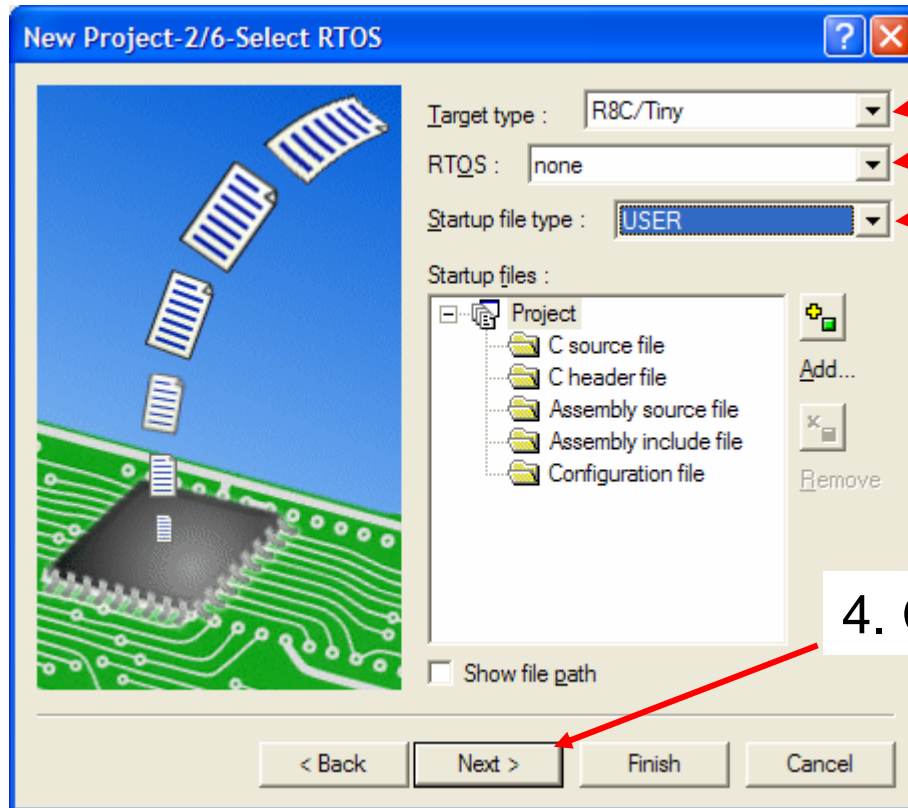 New Project-2/6-Select RTOS
Target type : R8C/Tiny
RTOS : none
Startup file type : USER
Startup files :
Project
C source file
C header file
Assembly source file
Assembly include file
Configuration file
Add...
Remove
4.
Show file path
< Back Next > Finish Cancel